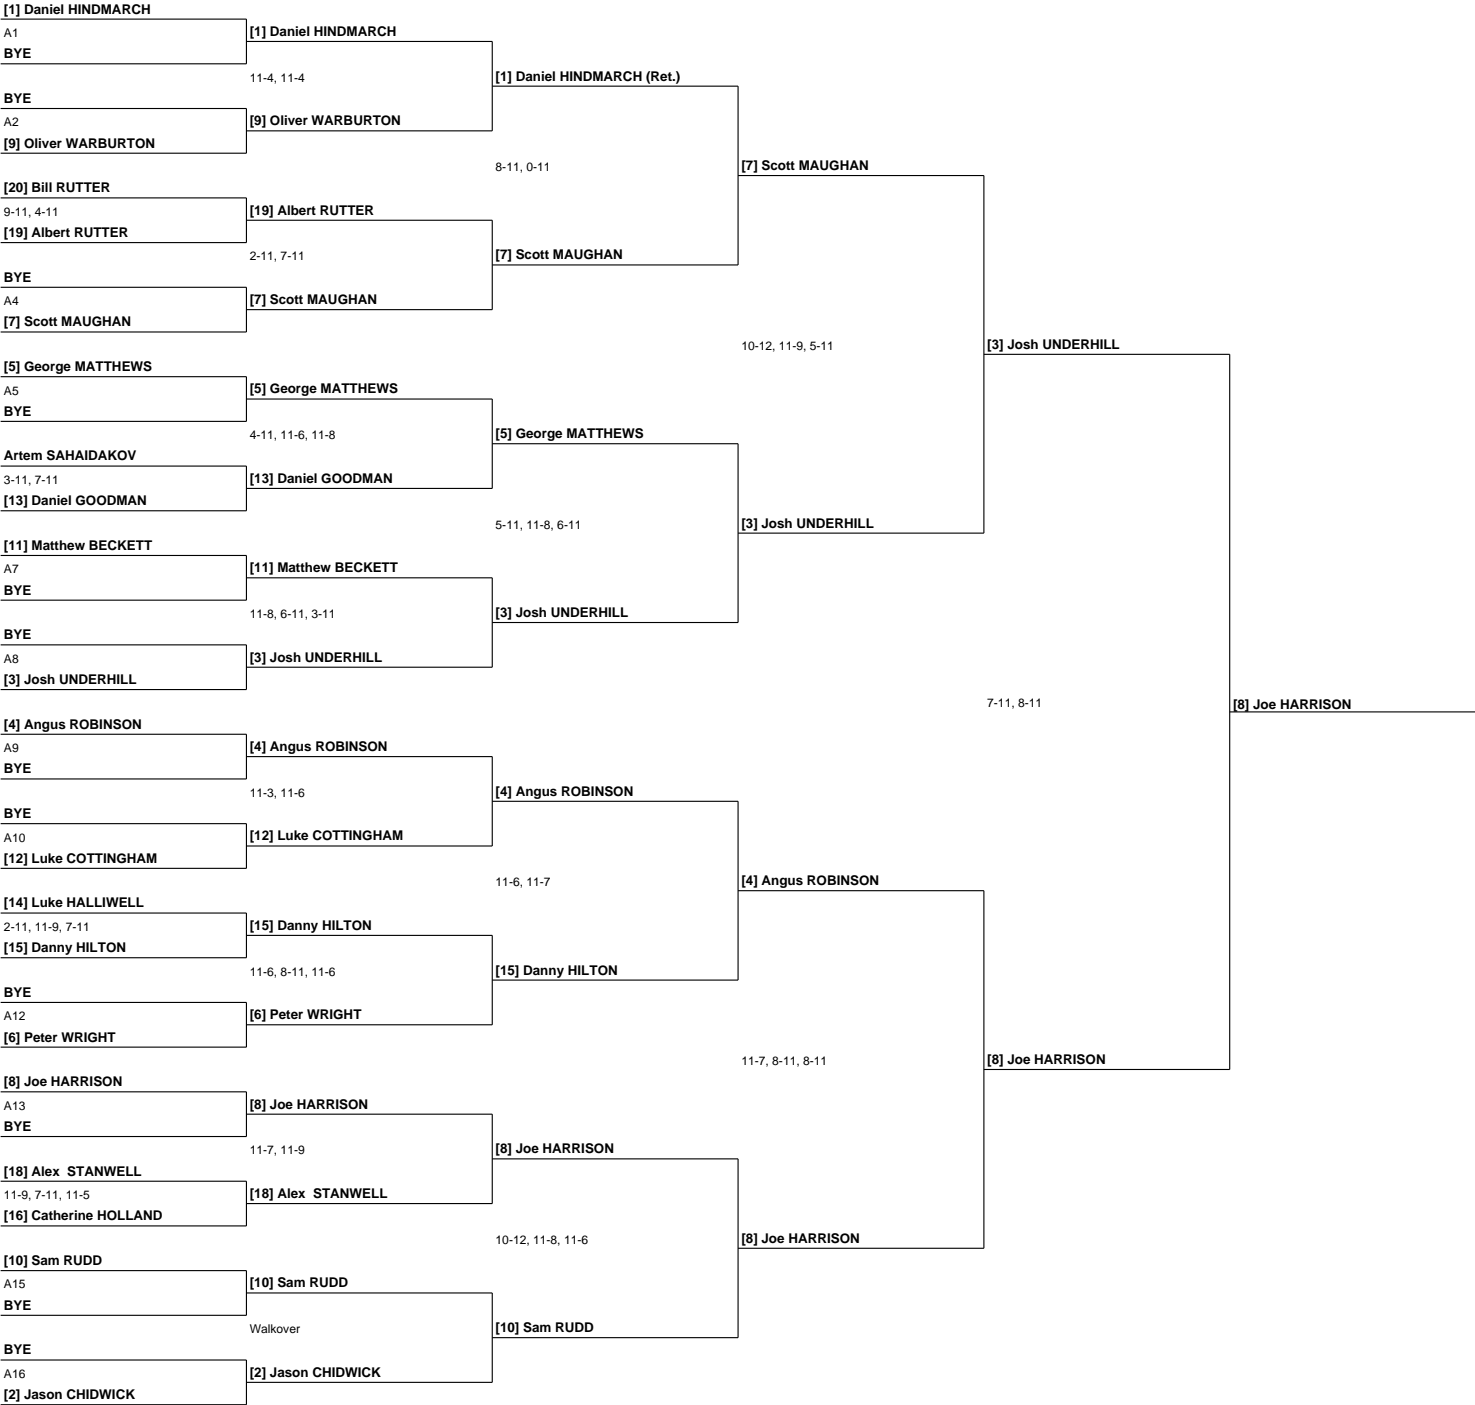 [1] Daniel HINDMARCH
A1
BYE
BYE
A2
[9] Oliver WARBURTON
[20] Bill RUTTER
9-11, 4-11
[19] Albert RUTTER
BYE
A4
[7] Scott MAUGHAN
[5] George MATTHEWS
A5
BYE
Artem SAHAIDAKOV
3-11, 7-11
[13] Daniel GOODMAN
[11] Matthew BECKETT
A7
BYE
BYE
A8
[3] Josh UNDERHILL
[4] Angus ROBINSON
A9
BYE
BYE
A10
[12] Luke COTTINGHAM
[14] Luke HALLIWELL
2-11, 11-9, 7-11
[15] Danny HILTON
BYE
A12
[6] Peter WRIGHT
[8] Joe HARRISON
A13
BYE
[18] Alex  STANWELL
11-9, 7-11, 11-5
[16] Catherine HOLLAND
[10] Sam RUDD
A15
BYE
BYE
A16
[2] Jason CHIDWICK
[1] Daniel HINDMARCH
11-4, 11-4
[9] Oliver WARBURTON
[19] Albert RUTTER
2-11, 7-11
[7] Scott MAUGHAN
[5] George MATTHEWS
4-11, 11-6, 11-8
[13] Daniel GOODMAN
[11] Matthew BECKETT
11-8, 6-11, 3-11
[3] Josh UNDERHILL
[4] Angus ROBINSON
11-3, 11-6
[12] Luke COTTINGHAM
[15] Danny HILTON
11-6, 8-11, 11-6
[6] Peter WRIGHT
[8] Joe HARRISON
11-7, 11-9
[18] Alex  STANWELL
[10] Sam RUDD
Walkover
[2] Jason CHIDWICK
[1] Daniel HINDMARCH (Ret.)
8-11, 0-11
[7] Scott MAUGHAN
[5] George MATTHEWS
5-11, 11-8, 6-11
[3] Josh UNDERHILL
[4] Angus ROBINSON
11-6, 11-7
[15] Danny HILTON
[8] Joe HARRISON
10-12, 11-8, 11-6
[10] Sam RUDD
[7] Scott MAUGHAN
10-12, 11-9, 5-11
[3] Josh UNDERHILL
[4] Angus ROBINSON
11-7, 8-11, 8-11
[8] Joe HARRISON
[3] Josh UNDERHILL
7-11, 8-11
[8] Joe HARRISON
[8] Joe HARRISON